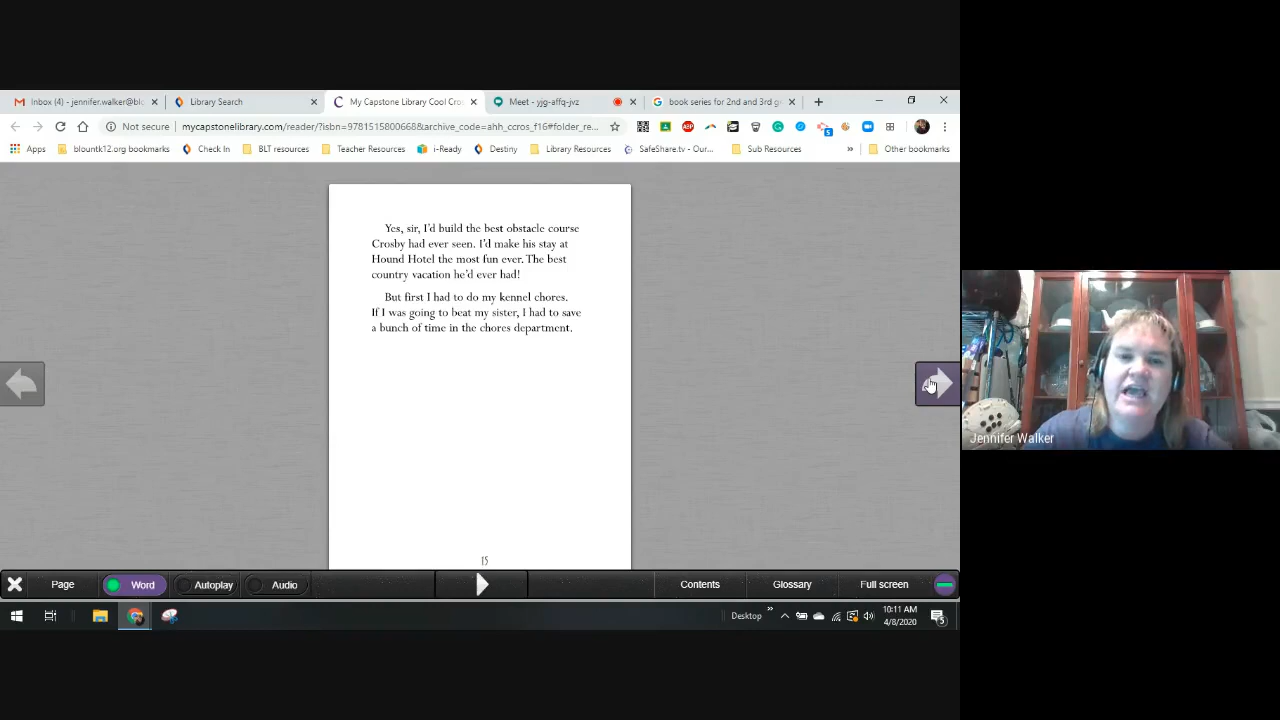 Inbox (4) - jennifer.walker@blo
Library Search
My Capstone Library Cool Cro
Meet - yjg-affq-jvz
book series for 2nd and 3rd g
Not secure
mycapstonelibrary.com/reader/?isbn=9781515800668&archive_code=ahh_ccros_f16#folder_re...
ABP
5
Apps
blountk12.org bookmarks
Check In
BLT resources
Teacher Resources
i-Ready
Destiny
Library Resources
SafeShare.tv - Our...
Sub Resources
»
Other bookmarks
Yes, sir, I'd build the best obstacle course
Crosby had ever seen. I'd make his stay at
Hound Hotel the most fun ever. The best
country vacation he'd ever had!
But first I had to do my kennel chores.
If I was going to beat my sister, I had to save
a bunch of time in the chores department.
15
Jennifer Walker
Page
Word
Autoplay
Audio
Contents
Glossary
Full screen
Desktop
»
10:11 AM
4/8/2020
5